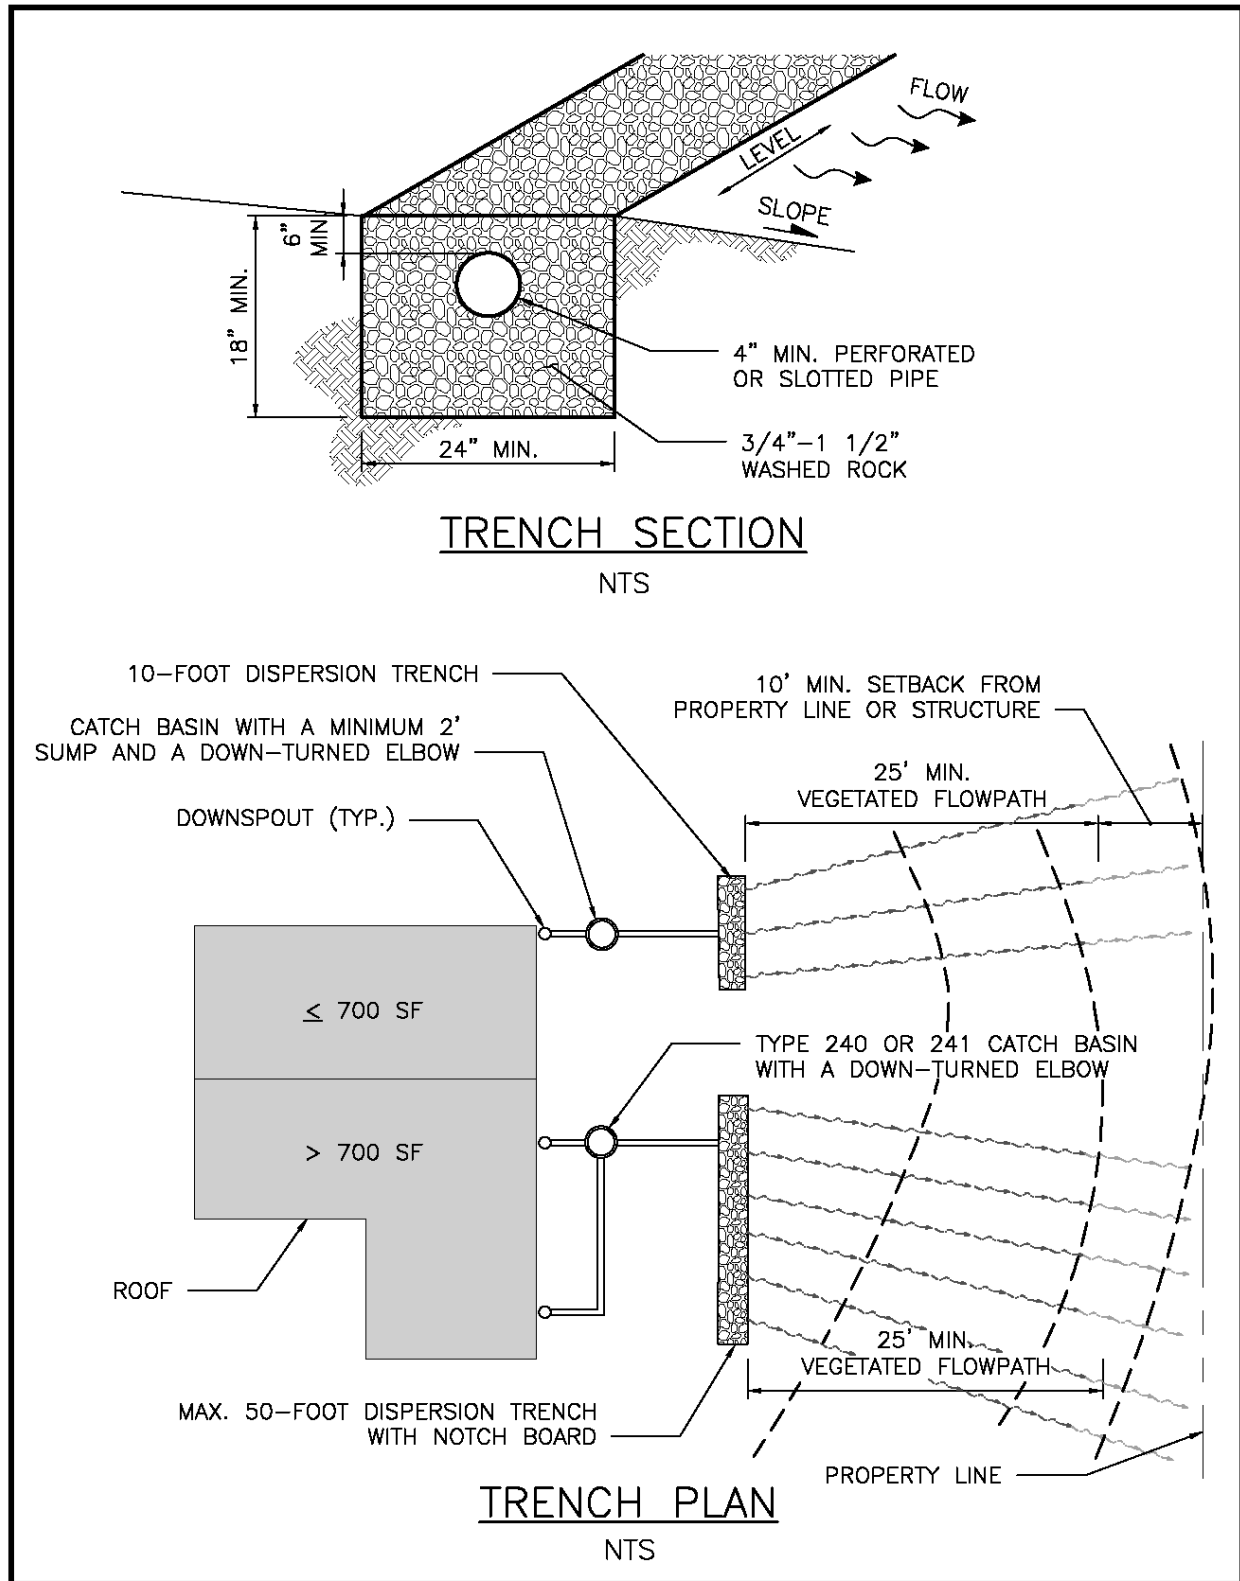 FLOW
LEVEL
SLOPE
6"
MIN
18" MIN.
4" MIN. PERFORATED
OR SLOTTED PIPE
24" MIN.
3/4"-1 1/2"
WASHED ROCK
TRENCH SECTION
NTS
10-FOOT DISPERSION TRENCH
10' MIN. SETBACK FROM
PROPERTY LINE OR STRUCTURE
CATCH BASIN WITH A MINIMUM 2'
SUMP AND A DOWN-TURNED ELBOW
25' MIN.
VEGETATED FLOWPATH
DOWNSPOUT (TYP.)
≤ 700 SF
TYPE 240 OR 241 CATCH BASIN
WITH A DOWN-TURNED ELBOW
> 700 SF
ROOF
25' MIN.
VEGETATED FLOWPATH
MAX. 50-FOOT DISPERSION TRENCH
WITH NOTCH BOARD
PROPERTY LINE
TRENCH PLAN
NTS